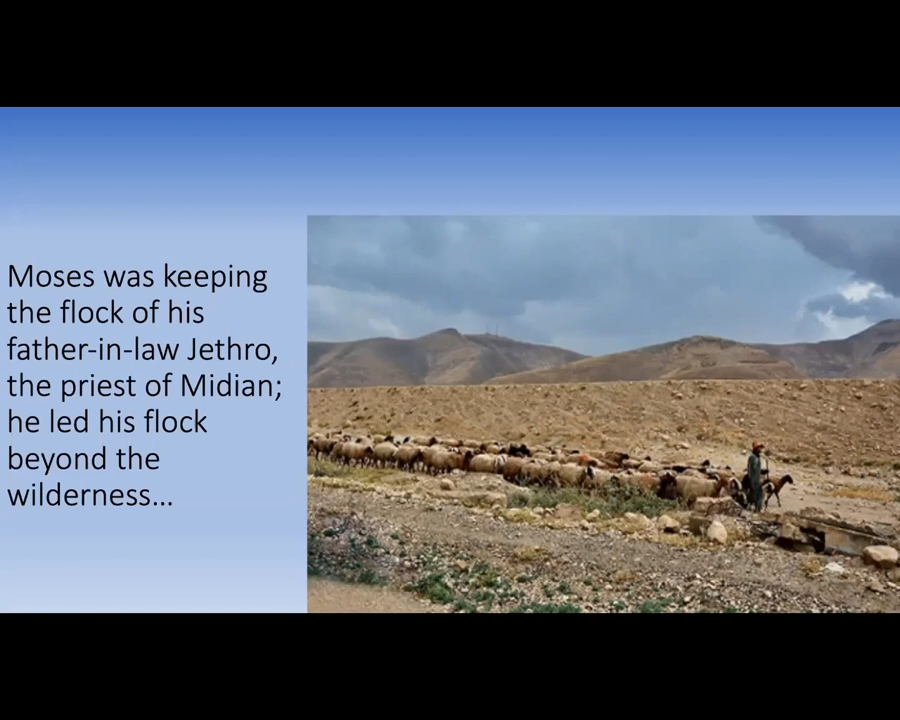 Moses was keeping
the flock of his
father-in-law Jethro,
the priest of Midian;
he led his flock
beyond the
wilderness...